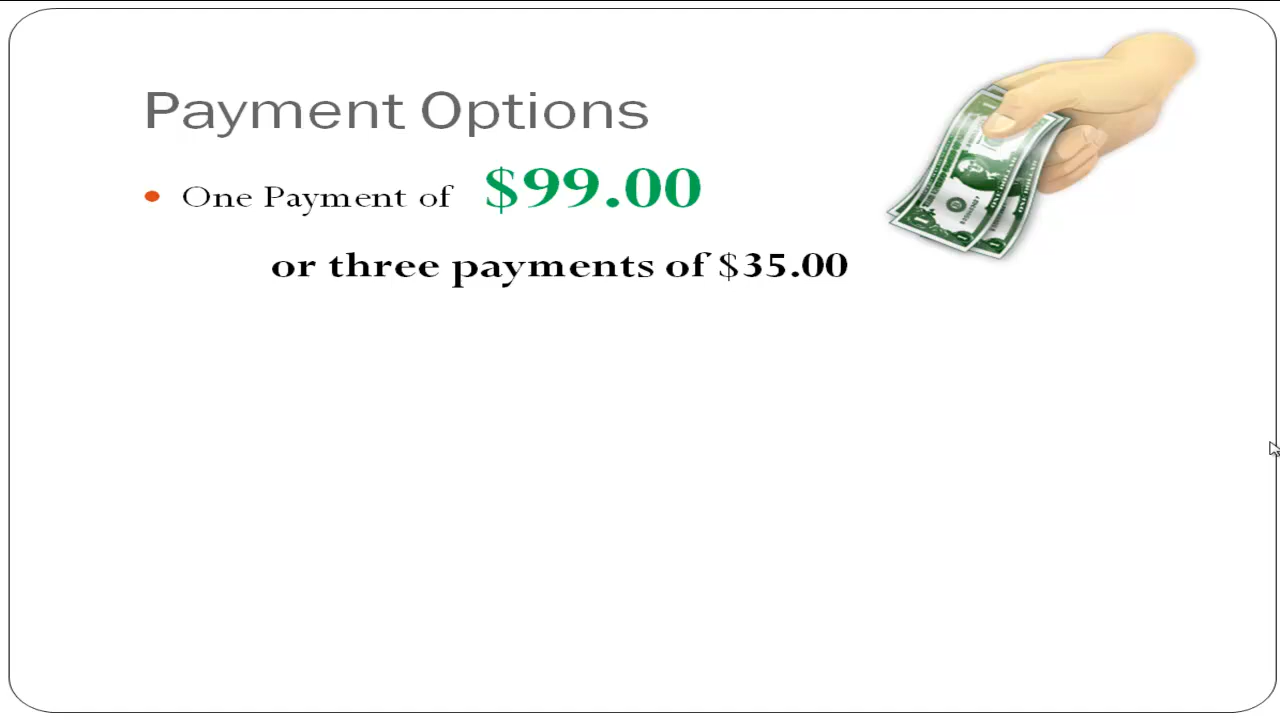 Payment Options
• One Payment of $99.00
or three payments of $35.00